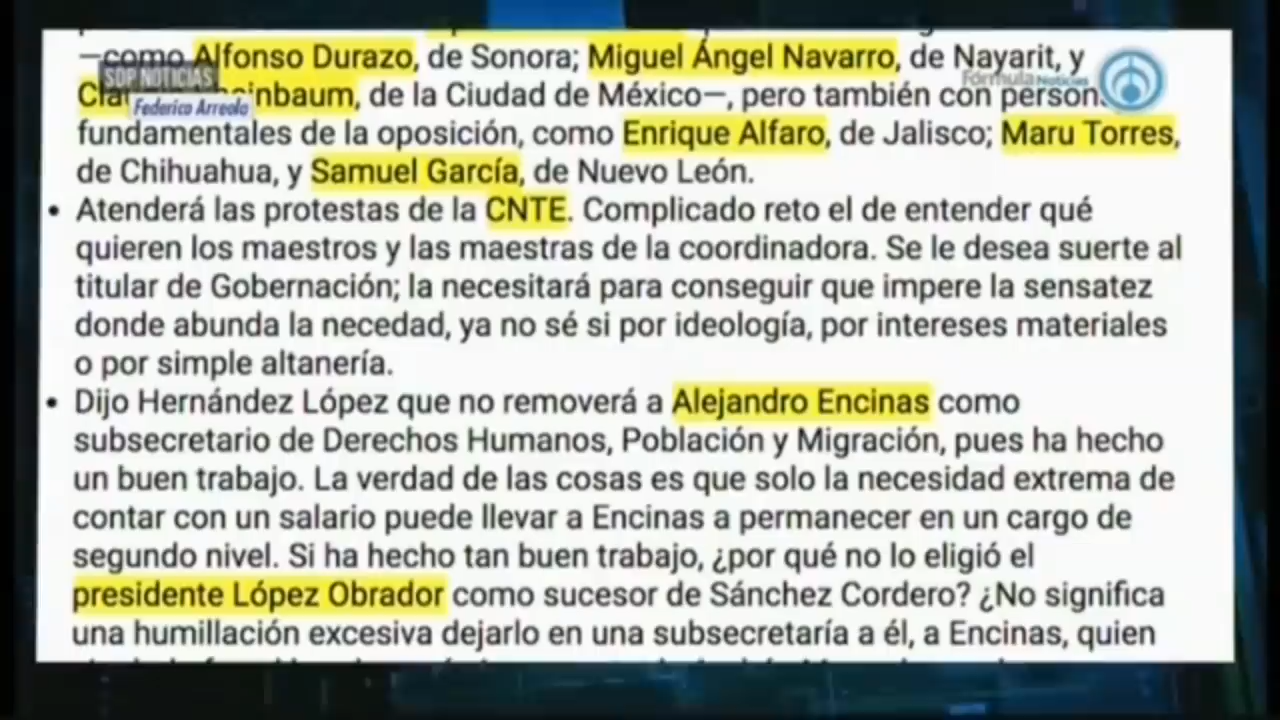 —como Alfonso Durazo, de Sonora; Miguel Ángel Navarro, de Nayarit, y
SDP NOTICIAS
Fórmula Noticias
inbaum, de la Ciudad de México—, pero también con
Federico Arreola
fundamentales de la oposición, como Enrique Alfaro, de Jalisco; Maru Torres,
de Chihuahua, y Samuel García, de Nuevo León.
• Atenderá las protestas de la CNTE. Complicado reto el de entender qué
quieren los maestros y las maestras de la coordinadora. Se le desea suerte al
titular de Gobernación; la necesitará para conseguir que impere la sensatez
donde abunda la necedad, ya no sé si por ideología, por intereses materiales
o por simple altanería.
• Dijo Hernández López que no removerá a Alejandro Encinas como
subsecretario de Derechos Humanos, Población y Migración, pues ha hecho
un buen trabajo. La verdad de las cosas es que solo la necesidad extrema de
contar con un salario puede llevar a Encinas a permanecer en un cargo de
segundo nivel. Si ha hecho tan buen trabajo, ¿por qué no lo eligió el
presidente López Obrador como sucesor de Sánchez Cordero? ¿No significa
una humillación excesiva dejarlo en una subsecretaría a él, a Encinas, quien